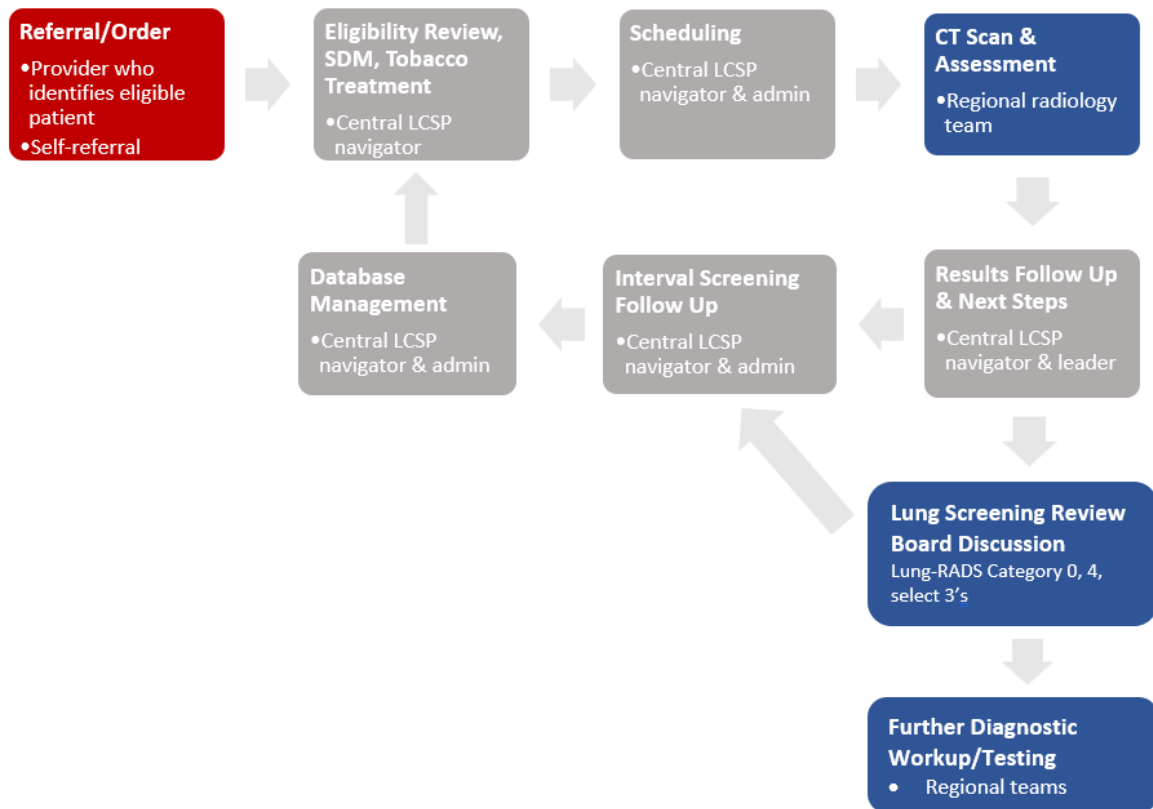 Referral/Order
•Provider who
identifies eligible
patient
•Self-referral
Eligibility Review,
SDM, Tobacco
Treatment
•Central LCSP
navigator
Scheduling
•Central LCSP
navigator & admin
CT Scan &
Assessment
•Regional radiology
team
Database
Management
•Central LCSP
navigator & admin
Interval Screening
Follow Up
•Central LCSP
navigator & admin
Results Follow Up
& Next Steps
•Central LCSP
navigator & leader
Lung Screening Review
Board Discussion
Lung-RADS Category 0, 4,
select 3’s
Further Diagnostic
Workup/Testing
• Regional teams